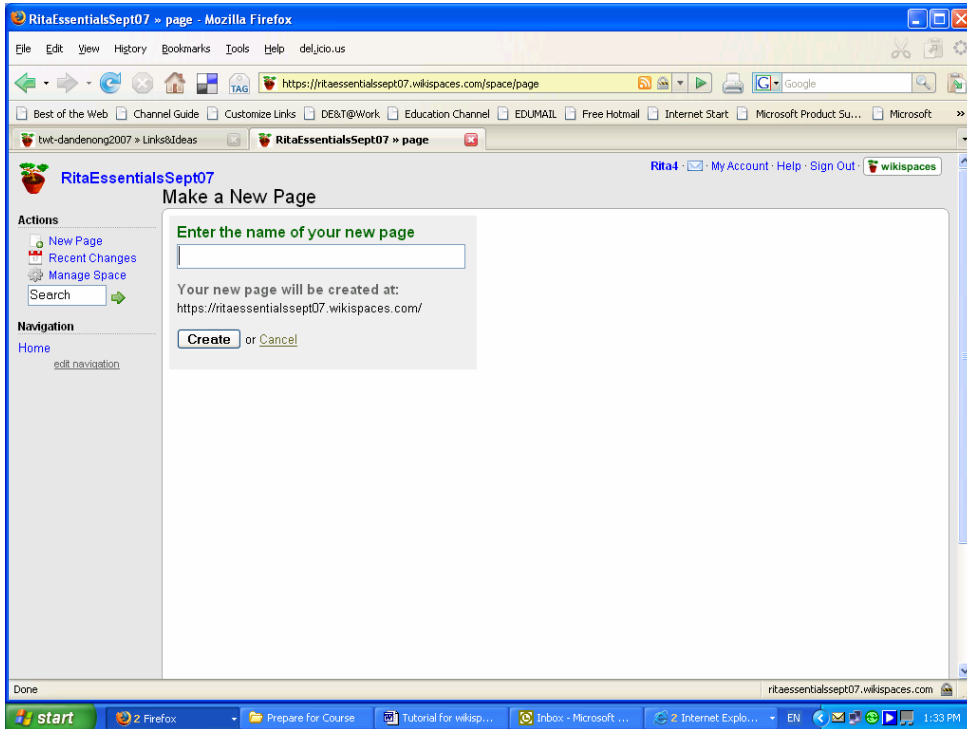 RitaEssentialsSept07 » page - Mozilla Firefox
File Edit View History Bookmarks Tools Help del.icio.us
TAG https://ritaessentialssept07.wikispaces.com/space/page G Google
Best of the Web Channel Guide Customize Links DE&T@Work Education Channel EDUMAIL Free Hotmail Internet Start Microsoft Product Su... Microsoft »
twt-dandenong2007 » Links&Ideas RitaEssentialsSept07 » page
RitaEssentialsSept07 Rita4 · My Account · Help · Sign Out · wikispaces
Make a New Page
Actions
New Page
Recent Changes
Manage Space
Search
Navigation
Home
edit navigation
Enter the name of your new page
Your new page will be created at:
https://ritaessentialssept07.wikispaces.com/
Create or Cancel
Done ritaessentialssept07.wikispaces.com
start 2 Firefox Prepare for Course Tutorial for wikisp... Inbox - Microsoft ... 2 Internet Explo... EN 1:33 PM